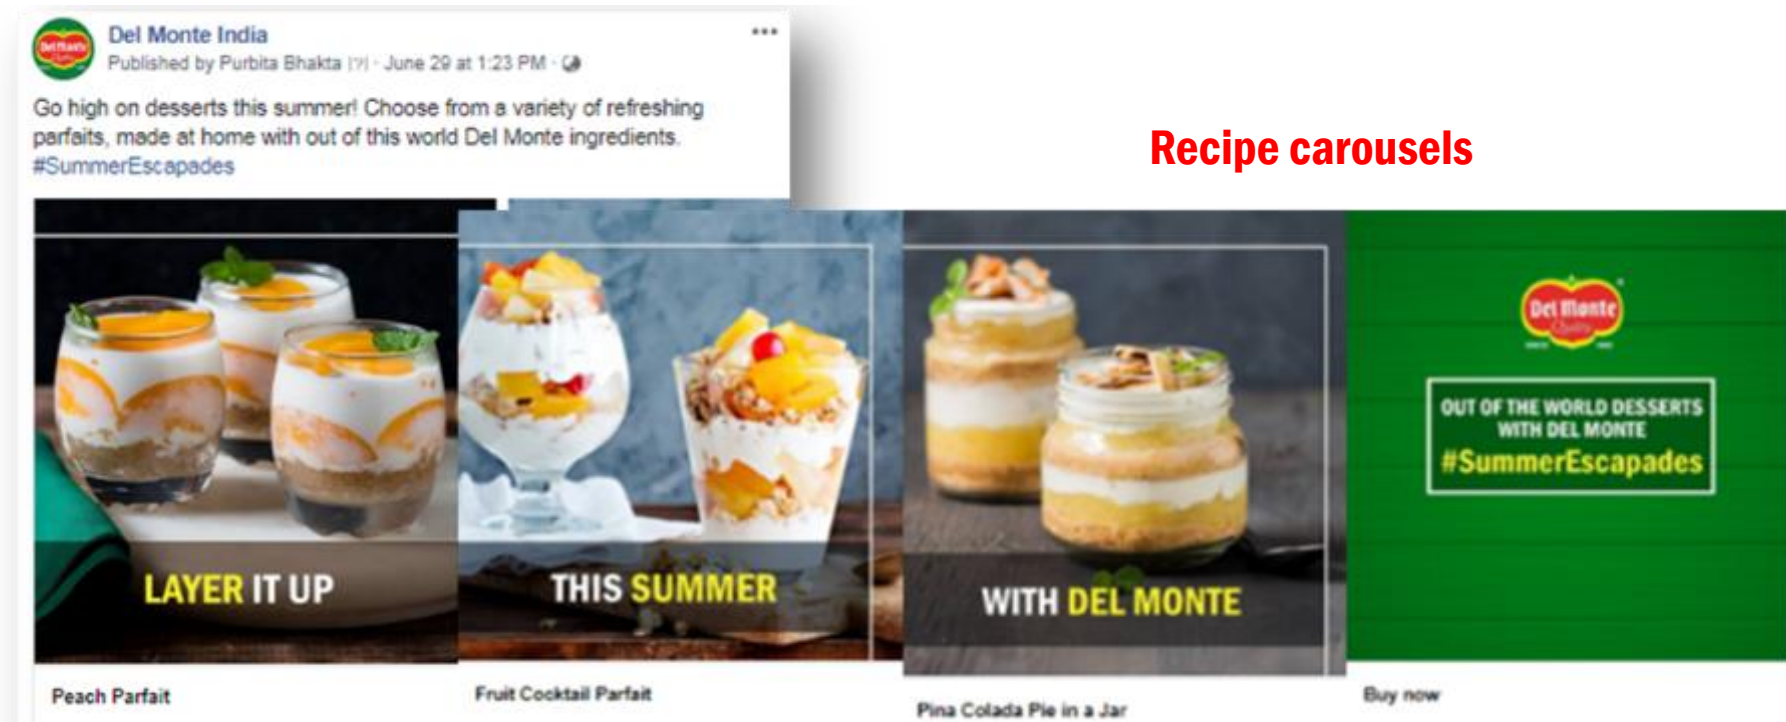 Del Monte India
Published by Purbita Bhakta [?] · June 29 at 1:23 PM ·
Go high on desserts this summer! Choose from a variety of refreshing
parfaits, made at home with out of this world Del Monte ingredients.
#SummerEscapades
Recipe carousels
LAYER IT UP
THIS SUMMER
WITH DEL MONTE
Del Monte
Quality
OUT OF THE WORLD DESSERTS
WITH DEL MONTE
#SummerEscapades
Peach Parfait
Fruit Cocktail Parfait
Pina Colada Pie in a Jar
Buy now